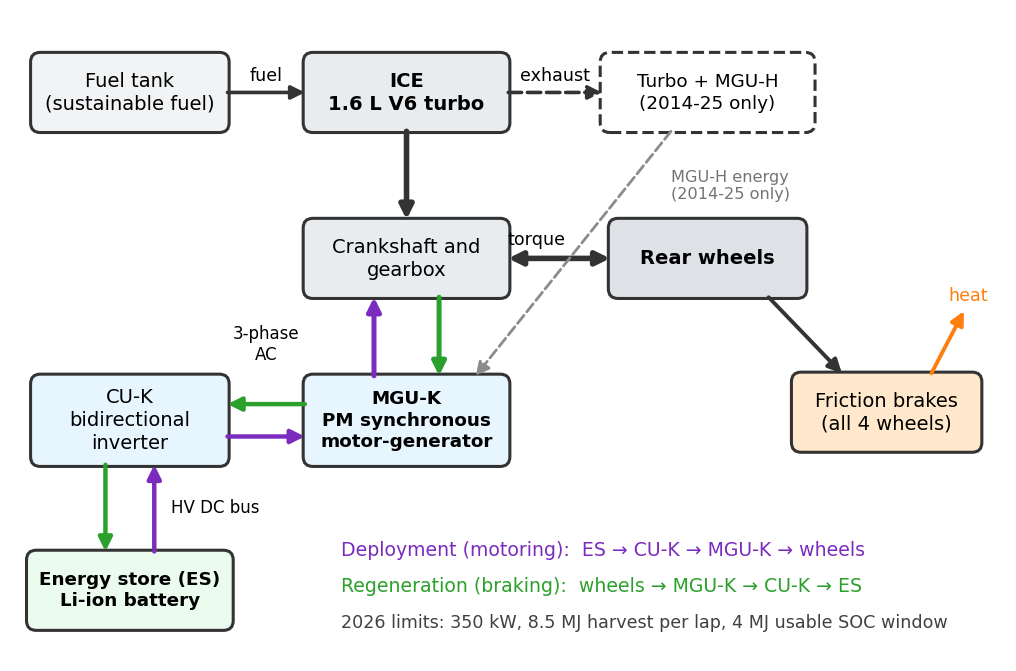 Fuel tank
(sustainable fuel)
fuel
ICE
1.6 L V6 turbo
exhaust
Turbo + MGU-H
(2014-25 only)
MGU-H energy
(2014-25 only)
Crankshaft and
gearbox
torque
Rear wheels
heat
3-phase
AC
CU-K
bidirectional
inverter
MGU-K
PM synchronous
motor-generator
Friction brakes
(all 4 wheels)
HV DC bus
Energy store (ES)
Li-ion battery
Deployment (motoring): ES → CU-K → MGU-K → wheels
Regeneration (braking): wheels → MGU-K → CU-K → ES
2026 limits: 350 kW, 8.5 MJ harvest per lap, 4 MJ usable SOC window